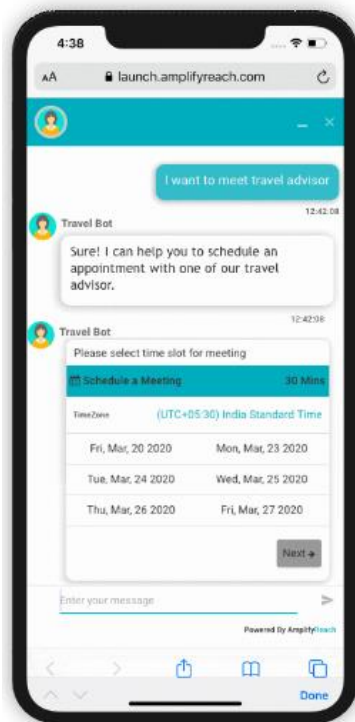 4:38
AA launch.amplifyreach.com
I want to meet travel advisor
12:42:08
Travel Bot
Sure! I can help you to schedule an
appointment with one of our travel
advisor.
12:42:08
Travel Bot
Please select time slot for meeting
Schedule a Meeting 30 Mins
TimeZone (UTC+05:30) India Standard Time
Fri, Mar, 20 2020 Mon, Mar, 23 2020
Tue, Mar, 24 2020 Wed, Mar, 25 2020
Thu, Mar, 26 2020 Fri, Mar, 27 2020
Next
Enter your message
Powered By AmplifyReach
Done